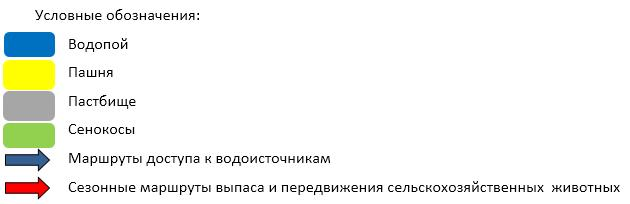 Условные обозначения:
Водопой
Пашня
Пастбище
Сенокосы
Маршруты доступа к водоисточникам
Сезонные маршруты выпаса и передвижения сельскохозяйственных животных